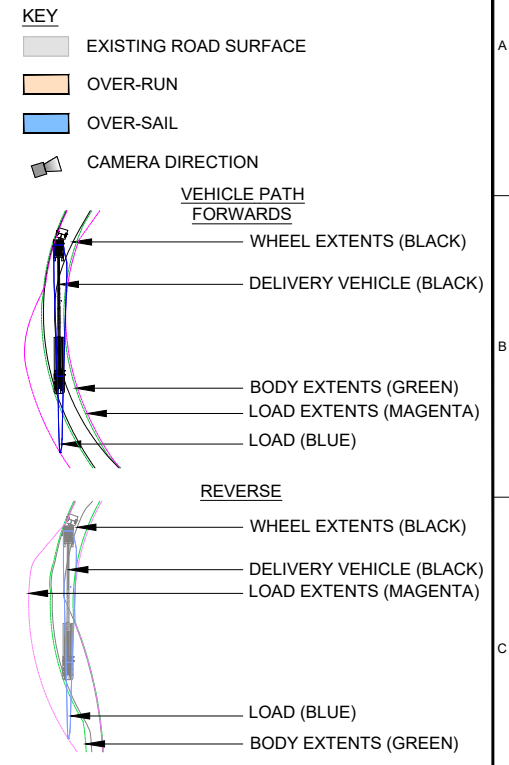 KEY
EXISTING ROAD SURFACE
OVER-RUN
OVER-SAIL
CAMERA DIRECTION
VEHICLE PATH
FORWARDS
WHEEL EXTENTS (BLACK)
DELIVERY VEHICLE (BLACK)
BODY EXTENTS (GREEN)
LOAD EXTENTS (MAGENTA)
LOAD (BLUE)
REVERSE
WHEEL EXTENTS (BLACK)
DELIVERY VEHICLE (BLACK)
LOAD EXTENTS (MAGENTA)
LOAD (BLUE)
BODY EXTENTS (GREEN)
A
B
C